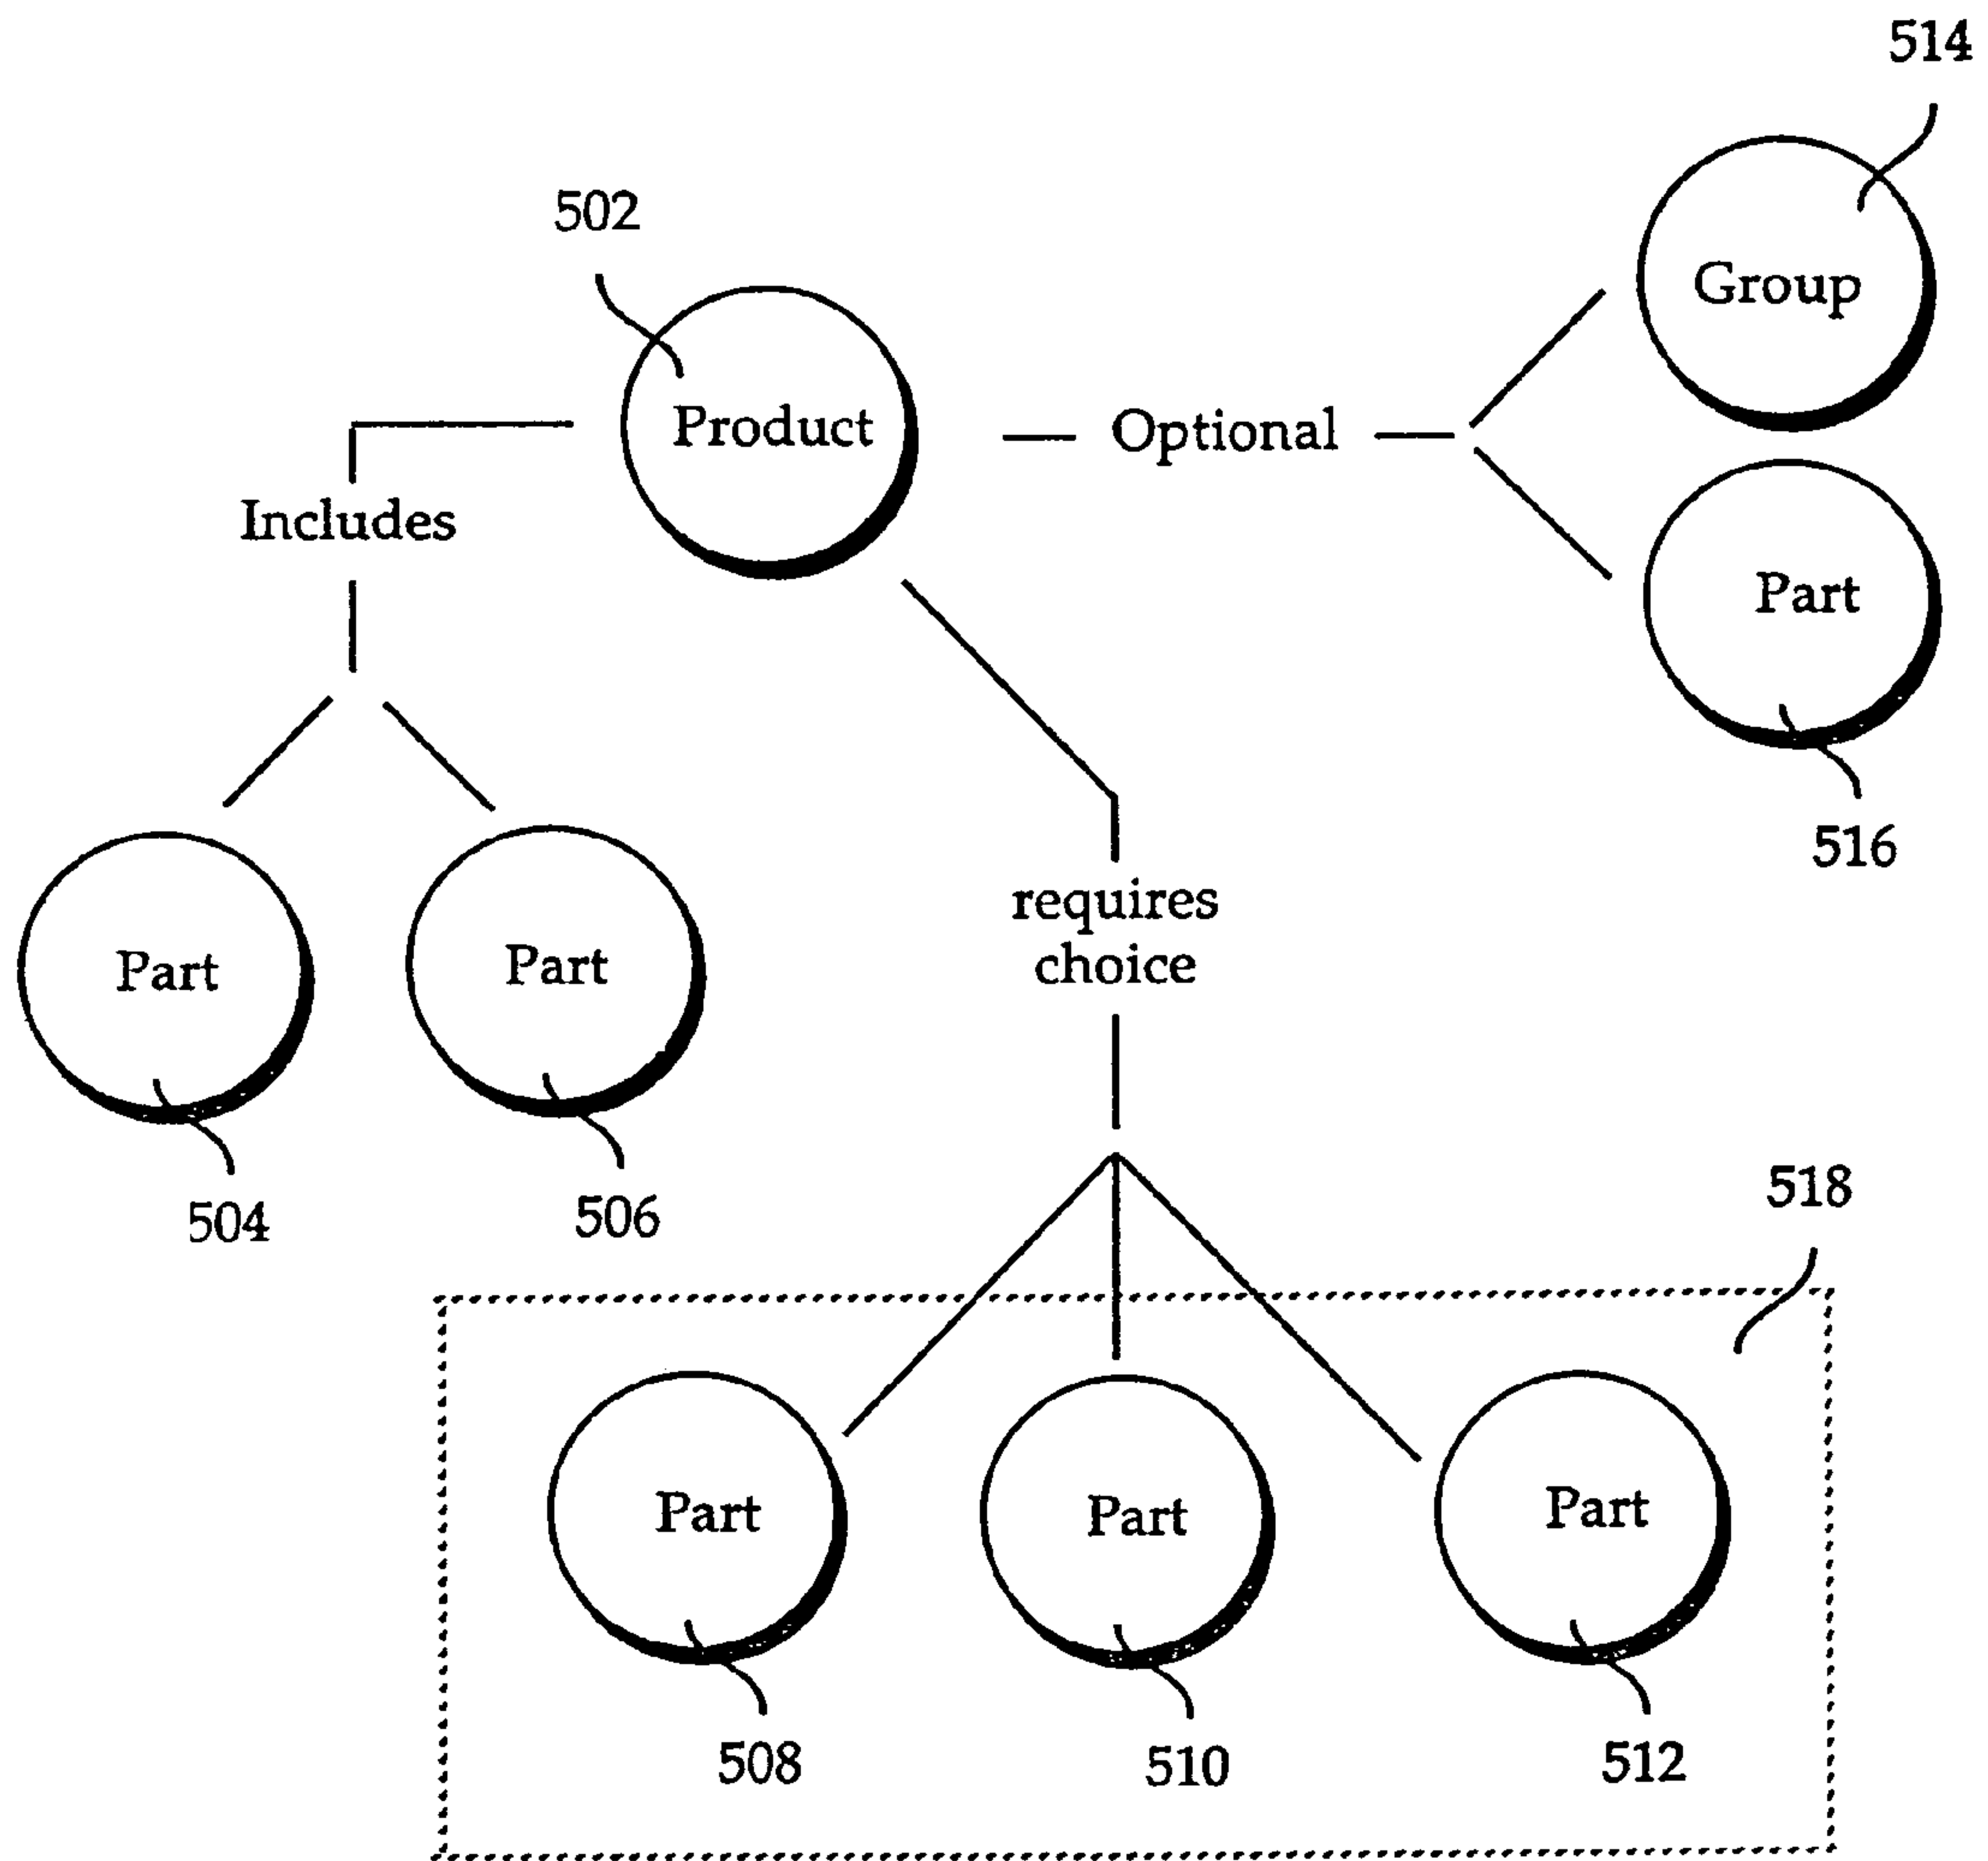 514
502
Group
Product
Optional
Includes
Part
516
requires
choice
Part
Part
504
506
518
Part
Part
Part
508
510
512